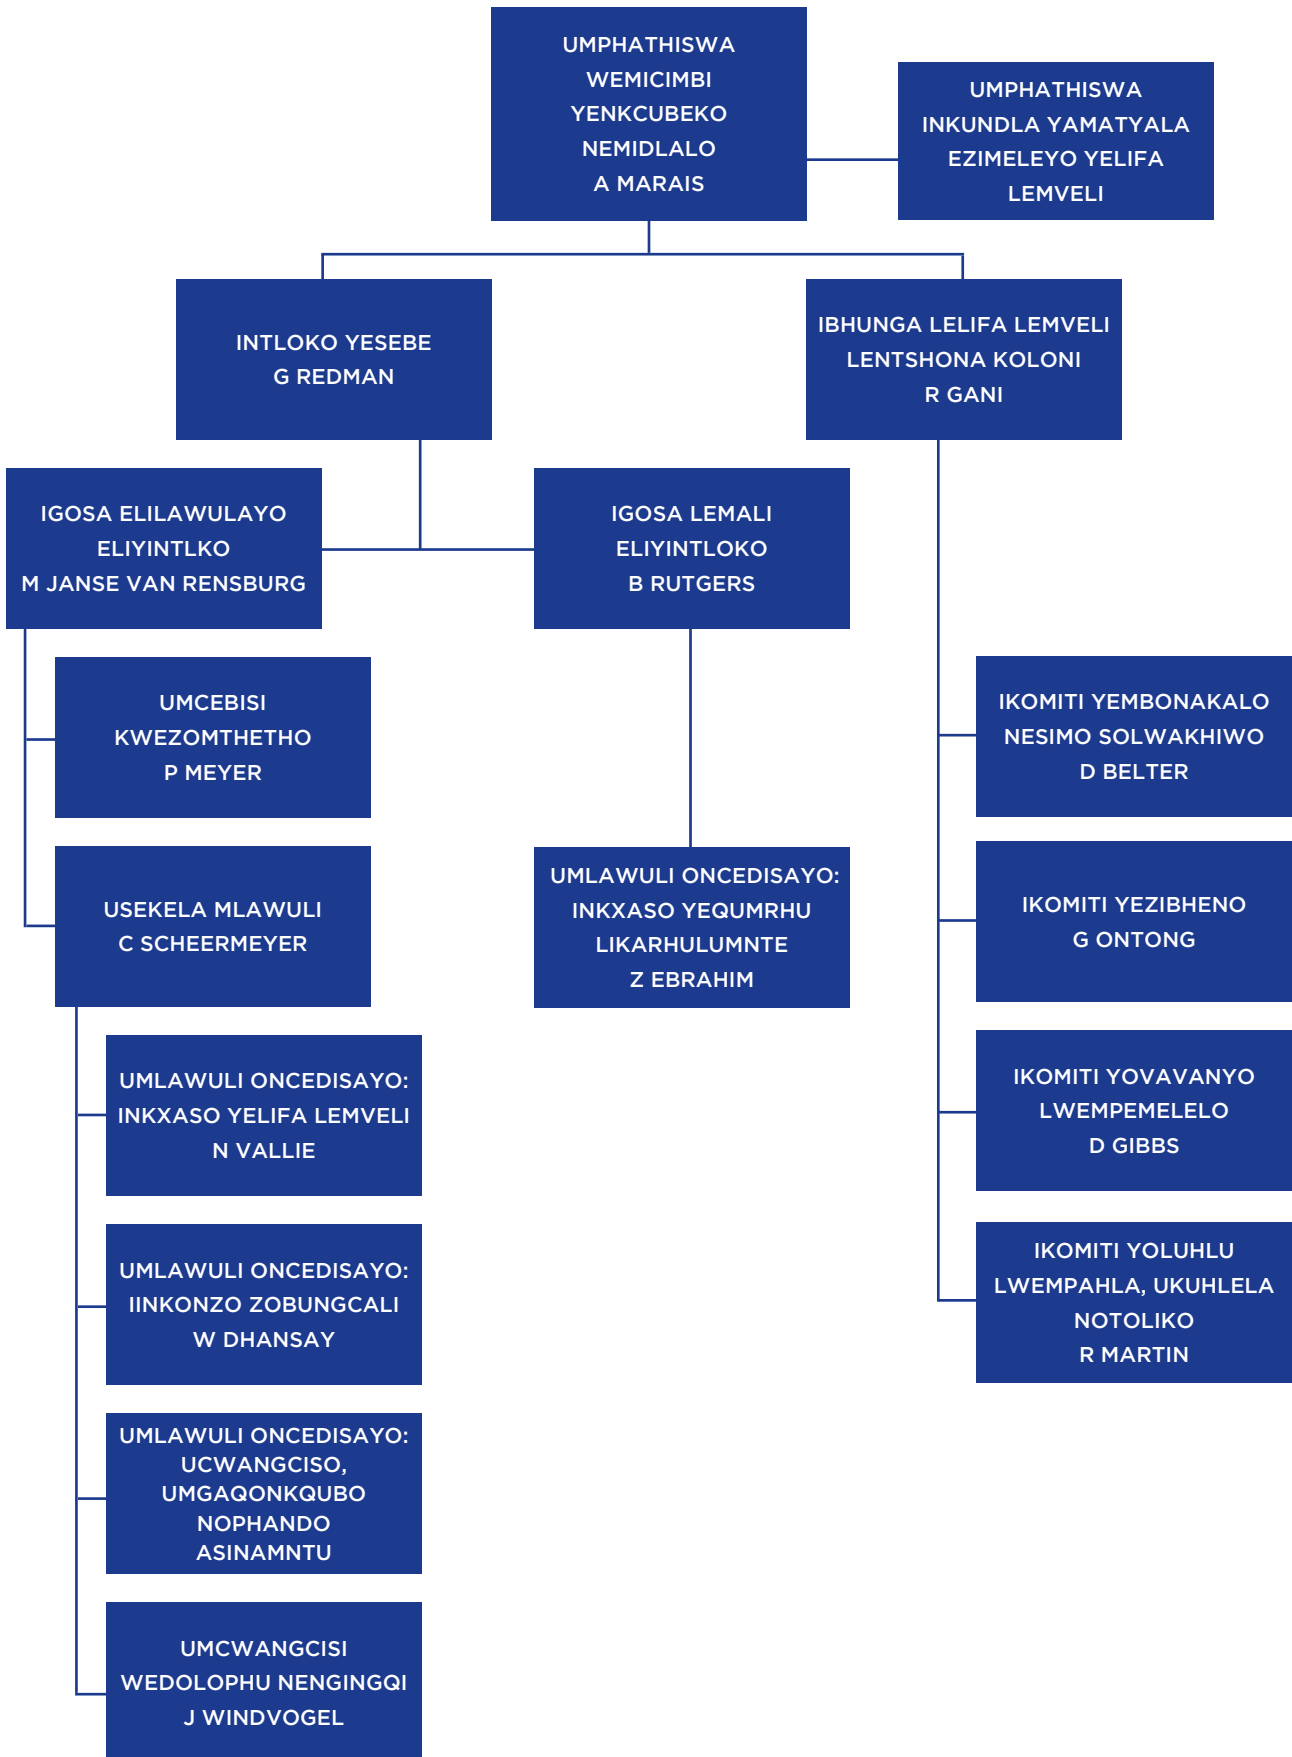 UMPHATHISWA
WEMICIMBI
YENKCUBEKO
NEMIDLALO
A MARAIS
UMPHATHISWA
INKUNDLA YAMATYALA
EZIMELEYO YELIFA
LEMVELI
INTLOKO YESEBE
G REDMAN
IBHUNGA LELIFA LEMVELI
LENTSHONA KOLONI
R GANI
IGOSA ELILAWULAYO
ELIYINTLKO
M JANSE VAN RENSBURG
IGOSA LEMALI
ELIYINTLOKO
B RUTGERS
UMCEBISI
KWEZOMTHETHO
P MEYER
USEKELA MLAWULI
C SCHEERMEYER
UMLAWULI ONCEDISAYO:
INKXASO YEQUMRHU
LIKARHULUMNTE
Z EBRAHIM
UMLAWULI ONCEDISAYO:
INKXASO YELIFA LEMVELI
N VALLIE
UMLAWULI ONCEDISAYO:
IINKONZO ZOBUNGCALI
W DHANSAY
UMLAWULI ONCEDISAYO:
UCWANGCISO,
UMGAQONKQUBO
NOPHANDO
ASINAMNTU
UMCWANGCISI
WEDOLOPHU NENGINGQI
J WINDVOGEL
IKOMITI YEMBONAKALO
NESIMO SOLWAKHIWO
D BELTER
IKOMITI YEZIBHENO
G ONTONG
IKOMITI YOVAVANYO
LWEMPEMELELO
D GIBBS
IKOMITI YOLUHLU
LWEMPAHLA, UKUHLELA
NOTOLIKO
R MARTIN